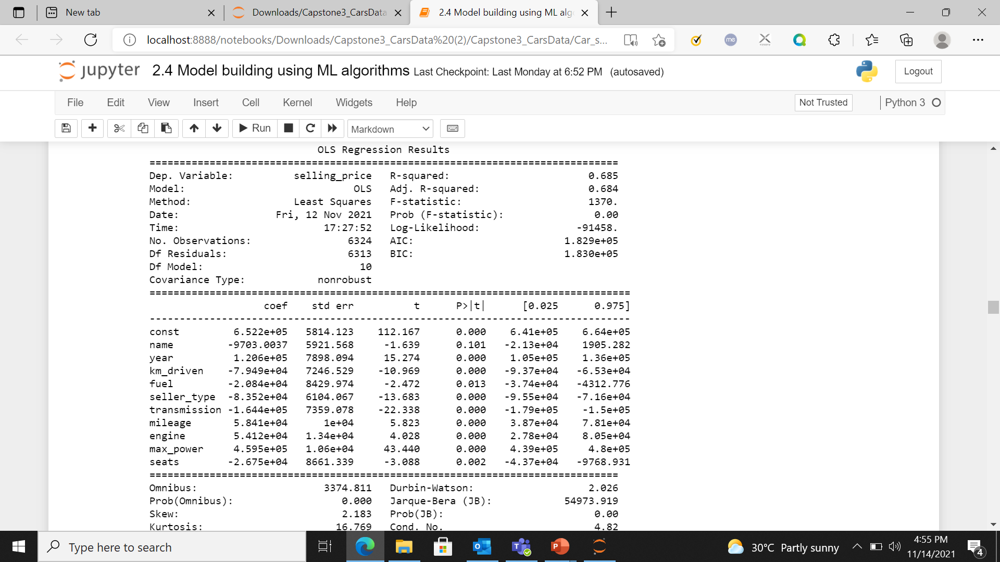 New tab
Downloads/Capstone3_CarsData
2.4 Model building using ML alg
localhost:8888/notebooks/Downloads/Capstone3_CarsData%20(2)/Capstone3_CarsData/Car_s...
me
jupyter 2.4 Model building using ML algorithms Last Checkpoint: Last Monday at 6:52 PM (autosaved)
Logout
File Edit View Insert Cell Kernel Widgets Help
Not Trusted
Python 3
Run
Markdown
OLS Regression Results
==============================================================================
Dep. Variable: selling_price R-squared: 0.685
Model: OLS Adj. R-squared: 0.684
Method: Least Squares F-statistic: 1370.
Date: Fri, 12 Nov 2021 Prob (F-statistic): 0.00
Time: 17:27:52 Log-Likelihood: -91458.
No. Observations: 6324 AIC: 1.829e+05
Df Residuals: 6313 BIC: 1.830e+05
Df Model: 10
Covariance Type: nonrobust
================================================================================
coef std err t P>|t| [0.025 0.975]
--------------------------------------------------------------------------------
const 6.522e+05 5814.123 112.167 0.000 6.41e+05 6.64e+05
name -9703.0037 5921.568 -1.639 0.101 -2.13e+04 1905.282
year 1.206e+05 7898.094 15.274 0.000 1.05e+05 1.36e+05
km_driven -7.949e+04 7246.529 -10.969 0.000 -9.37e+04 -6.53e+04
fuel -2.084e+04 8429.974 -2.472 0.013 -3.74e+04 -4312.776
seller_type -8.352e+04 6104.067 -13.683 0.000 -9.55e+04 -7.16e+04
transmission -1.644e+05 7359.078 -22.338 0.000 -1.79e+05 -1.5e+05
mileage 5.841e+04 1e+04 5.823 0.000 3.87e+04 7.81e+04
engine 5.412e+04 1.34e+04 4.028 0.000 2.78e+04 8.05e+04
max_power 4.595e+05 1.06e+04 43.440 0.000 4.39e+05 4.8e+05
seats -2.675e+04 8661.339 -3.088 0.002 -4.37e+04 -9768.931
==============================================================================
Omnibus: 3374.811 Durbin-Watson: 2.026
Prob(Omnibus): 0.000 Jarque-Bera (JB): 54973.919
Skew: 2.183 Prob(JB): 0.00
Kurtosis: 16.769 Cond. No. 4.82
Type here to search
30°C Partly sunny
4:55 PM
11/14/2021
4